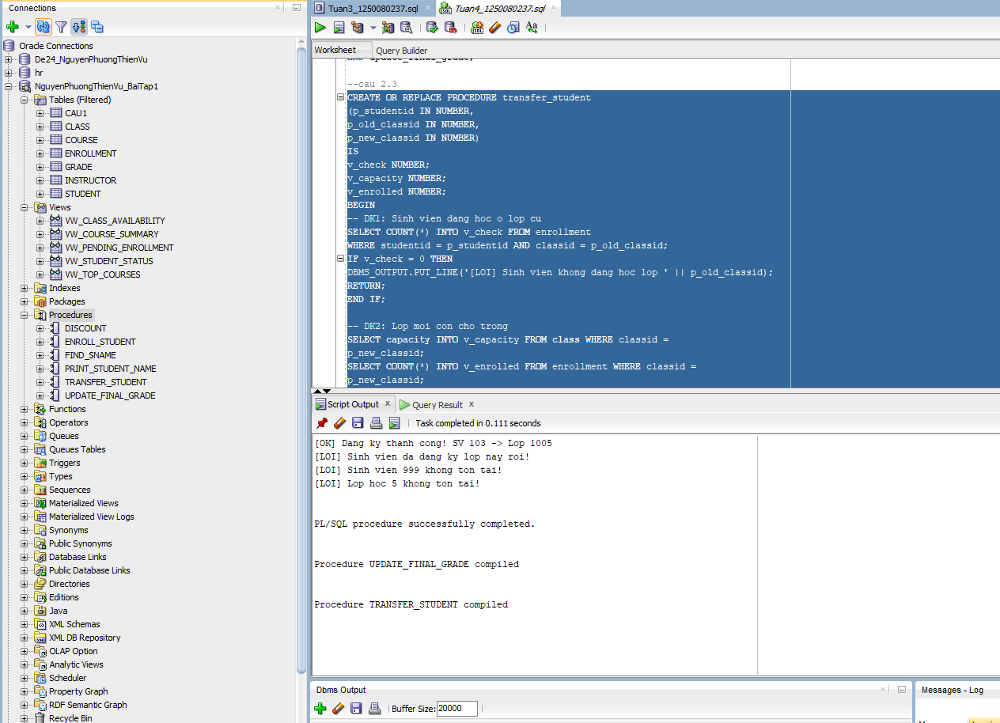 Connections
Oracle Connections
De24_NguyenPhuongThienVu
hr
NguyenPhuongThienVu_BaiTap1
Tables (Filtered)
CAU1
CLASS
COURSE
ENROLLMENT
GRADE
INSTRUCTOR
STUDENT
Views
VW_CLASS_AVAILABILITY
VW_COURSE_SUMMARY
VW_PENDING_ENROLLMENT
VW_STUDENT_STATUS
VW_TOP_COURSES
Indexes
Packages
Procedures
DISCOUNT
ENROLL_STUDENT
FIND_SNAME
PRINT_STUDENT_NAME
TRANSFER_STUDENT
UPDATE_FINAL_GRADE
Functions
Operators
Queues
Queues Tables
Triggers
Types
Sequences
Materialized Views
Materialized View Logs
Synonyms
Public Synonyms
Database Links
Public Database Links
Directories
Editions
Java
XML Schemas
XML DB Repository
OLAP Option
Analytic Views
Scheduler
Property Graph
RDF Semantic Graph
Recycle Bin
Tuan3_1250080237.sql
Tuan4_1250080237.sql
Worksheet
Query Builder
END update_final_grade;
--cau 2.3
CREATE OR REPLACE PROCEDURE transfer_student
(p_studentid IN NUMBER,
p_old_classid IN NUMBER,
p_new_classid IN NUMBER)
IS
v_check NUMBER;
v_capacity NUMBER;
v_enrolled NUMBER;
BEGIN
-- DK1: Sinh vien dang hoc o lop cu
SELECT COUNT(*) INTO v_check FROM enrollment
WHERE studentid = p_studentid AND classid = p_old_classid;
IF v_check = 0 THEN
DBMS_OUTPUT.PUT_LINE('[LOI] Sinh vien khong dang hoc lop ' || p_old_classid);
RETURN;
END IF;
-- DK2: Lop moi con cho trong
SELECT capacity INTO v_capacity FROM class WHERE classid =
p_new_classid;
SELECT COUNT(*) INTO v_enrolled FROM enrollment WHERE classid =
p_new_classid;
Script Output
Query Result
Task completed in 0.111 seconds
[OK] Dang ky thanh cong! SV 103 -> Lop 1005
[LOI] Sinh vien da dang ky lop nay roi!
[LOI] Sinh vien 999 khong ton tai!
[LOI] Lop hoc 5 khong ton tai!
PL/SQL procedure successfully completed.
Procedure UPDATE_FINAL_GRADE compiled
Procedure TRANSFER_STUDENT compiled
Dbms Output
Buffer Size: 20000
Messages - Log